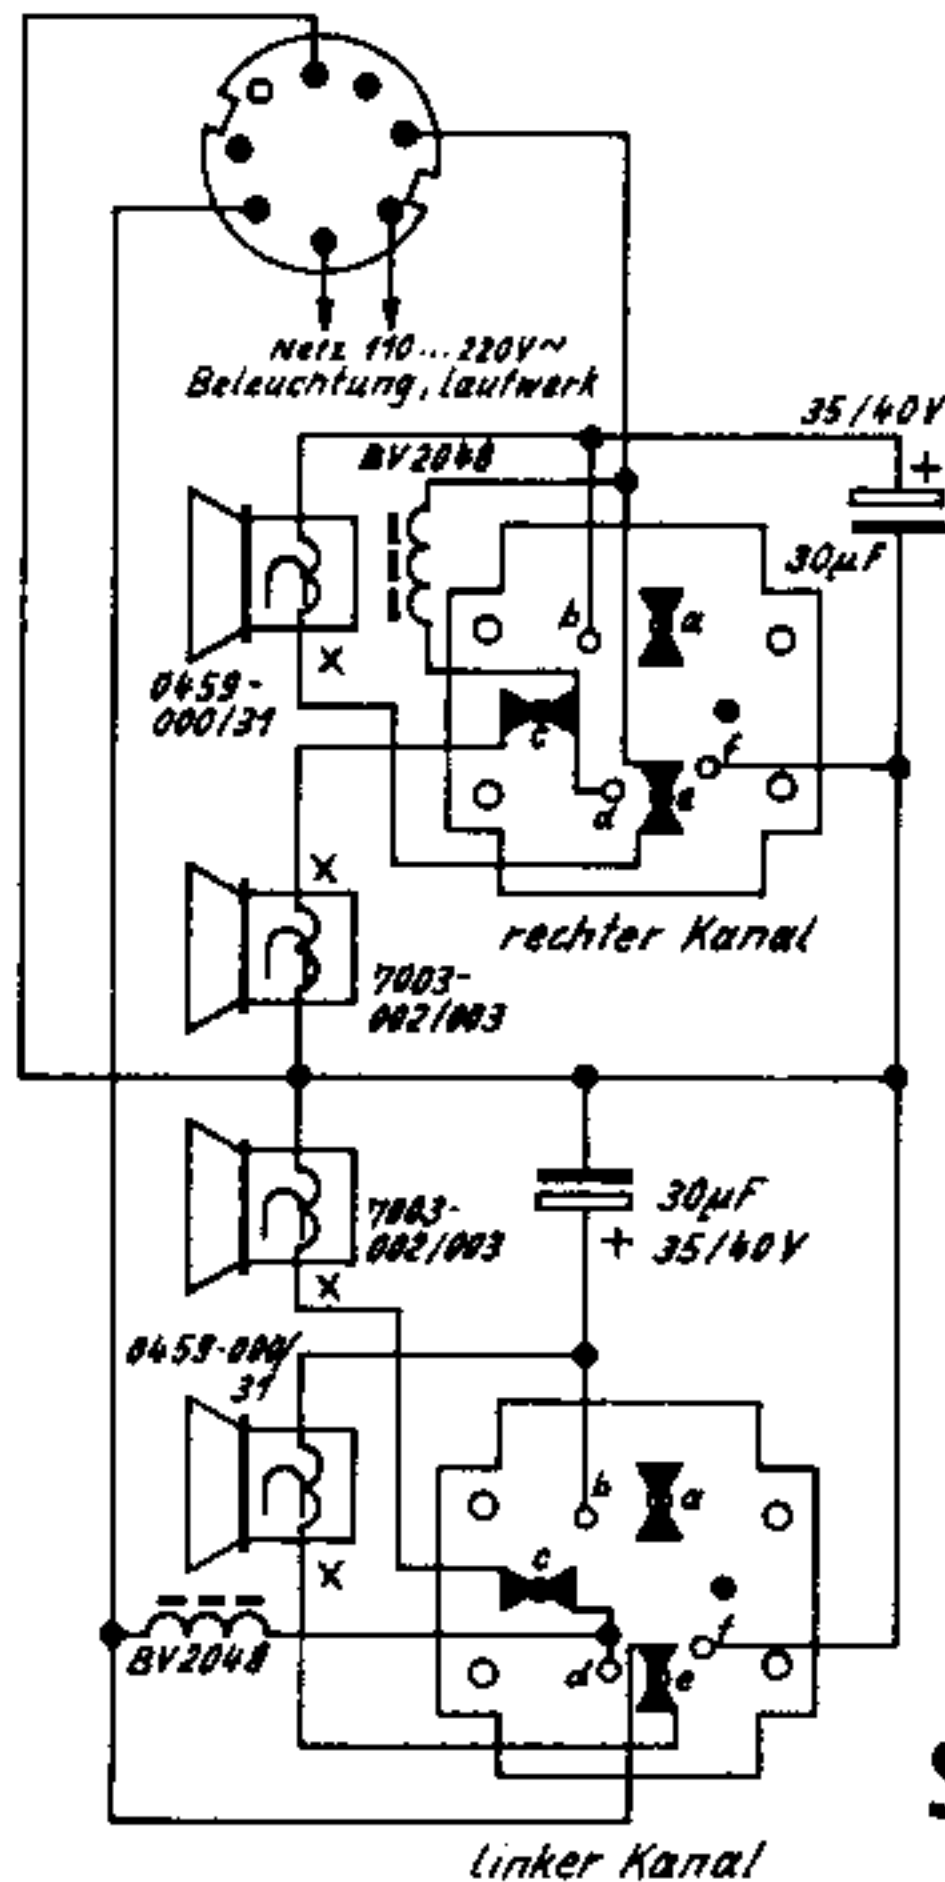 Netz 110...220V~
Beleuchtung, Laufwerk
35/40V
+
BV2048
30µF
b
a
X
0459-
000/31
c
f
d
e
X
rechter Kanal
7003-
002/003
7003-
002/003
30µF
+ 35/40V
X
0459-000/
31
b
a
c
X
f
BV2048
d
e
linker Kanal